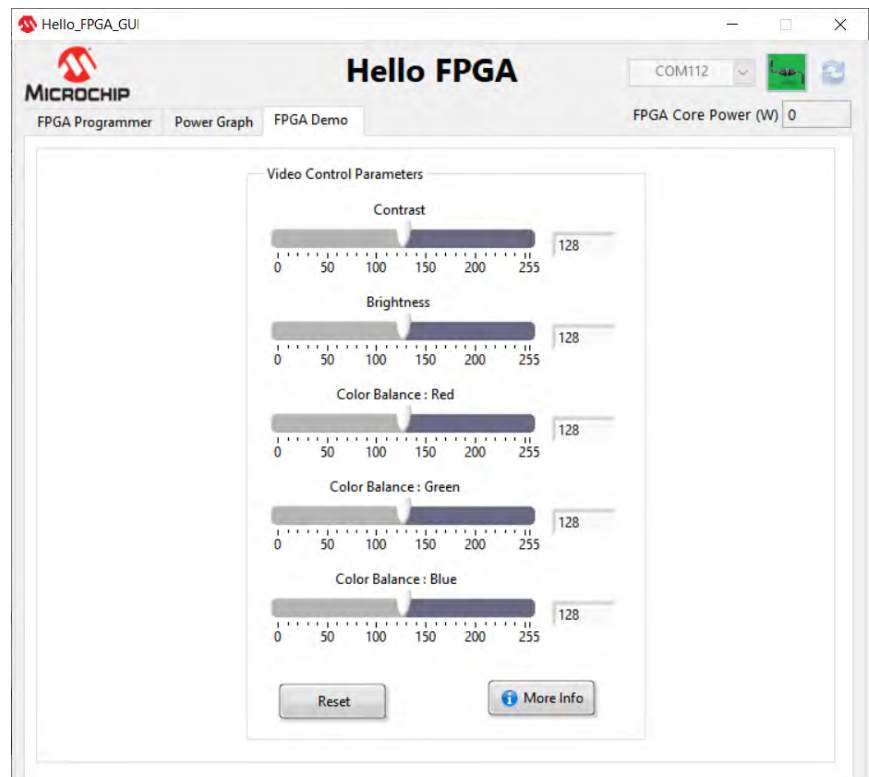 Hello_FPGA_GUI
MICROCHIP
Hello FPGA
COM112
FPGA Programmer Power Graph FPGA Demo
FPGA Core Power (W) 0
Video Control Parameters
Contrast
128
0 50 100 150 200 255
Brightness
128
0 50 100 150 200 255
Color Balance : Red
128
0 50 100 150 200 255
Color Balance : Green
128
0 50 100 150 200 255
Color Balance : Blue
128
0 50 100 150 200 255
Reset More Info